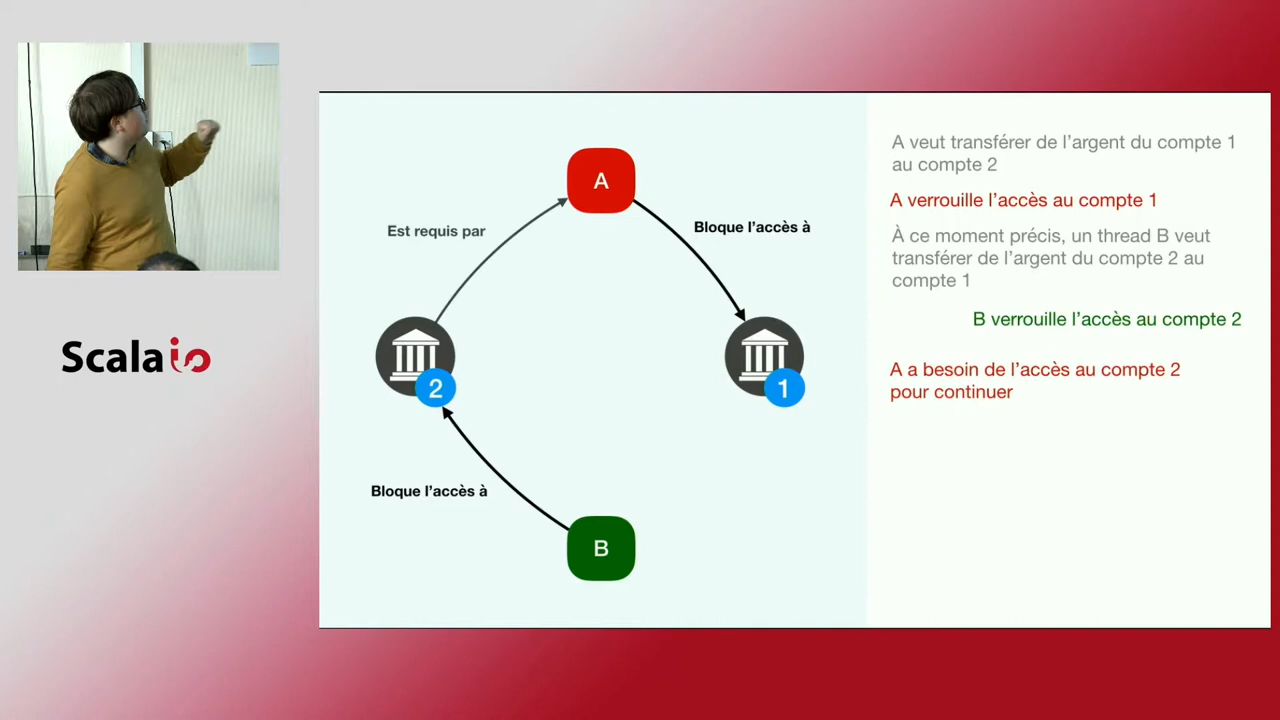 A veut transférer de l'argent du compte 1
au compte 2
A
A verrouille l'accès au compte 1
Est requis par
Bloque l'accès à
À ce moment précis, un thread B veut
transférer de l'argent du compte 2 au
compte 1
B verrouille l'accès au compte 2
Scala io
2
1
A a besoin de l'accès au compte 2
pour continuer
Bloque l'accès à
B